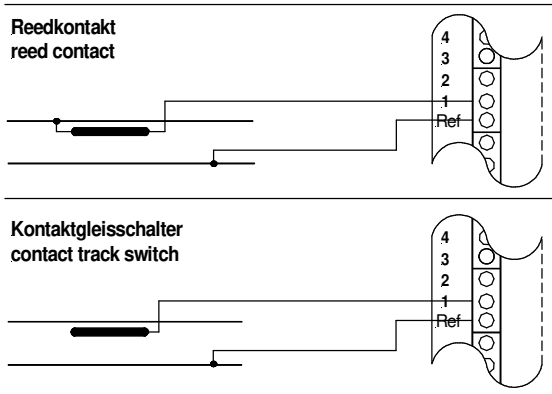 Reedkontakt
reed contact
4
3
2
1
Ref
Kontaktgleisschalter
contact track switch
4
3
2
1
Ref